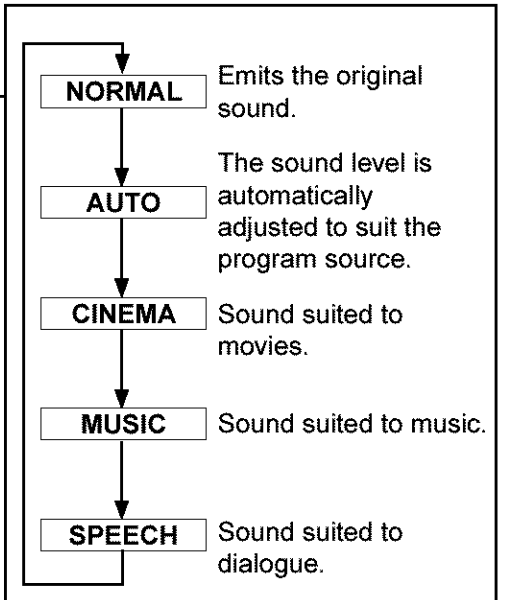 NORMAL
Emits the original
sound.
AUTO
The sound level is
automatically
adjusted to suit the
program source.
CINEMA
Sound suited to
movies.
MUSIC
Sound suited to music.
SPEECH
Sound suited to
dialogue.